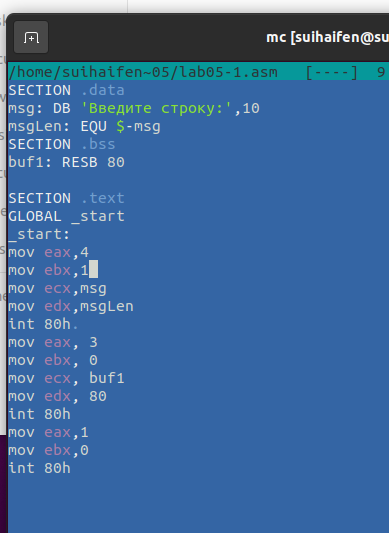 mc [suihaifen@su
/home/suihaifen~05/lab05-1.asm [----] 9
SECTION .data
msg: DB 'Введите строку:',10
msgLen: EQU $-msg
SECTION .bss
buf1: RESB 80
SECTION .text
GLOBAL _start
_start:
mov eax,4
mov ebx,1
mov ecx,msg
mov edx,msgLen
int 80h.
mov eax, 3
mov ebx, 0
mov ecx, buf1
mov edx, 80
int 80h
mov eax,1
mov ebx,0
int 80h